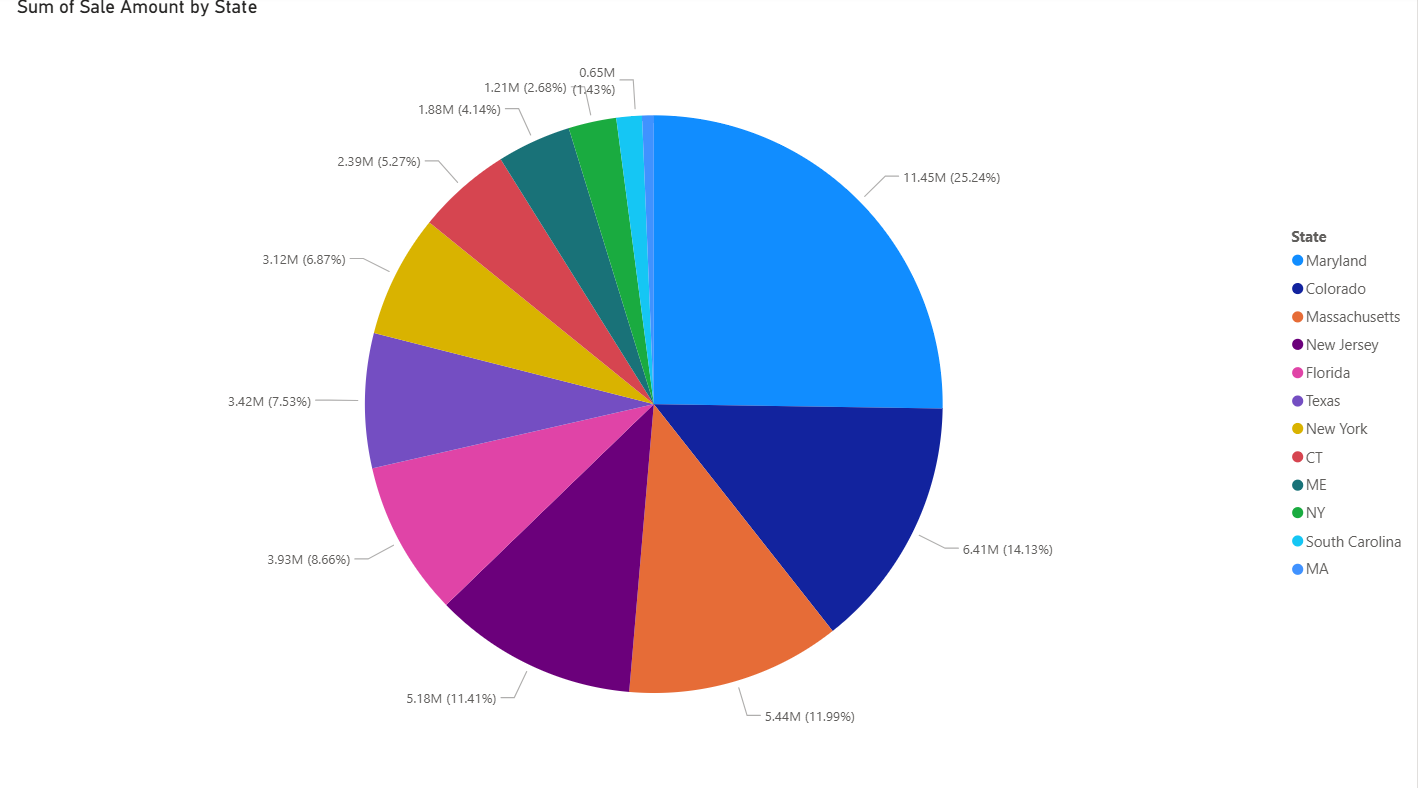 Sum of Sale Amount by State
0.65M
(1.43%)
1.21M (2.68%)
1.88M (4.14%)
2.39M (5.27%)
3.12M (6.87%)
3.42M (7.53%)
3.93M (8.66%)
5.18M (11.41%)
5.44M (11.99%)
6.41M (14.13%)
11.45M (25.24%)
State
Maryland
Colorado
Massachusetts
New Jersey
Florida
Texas
New York
CT
ME
NY
South Carolina
MA